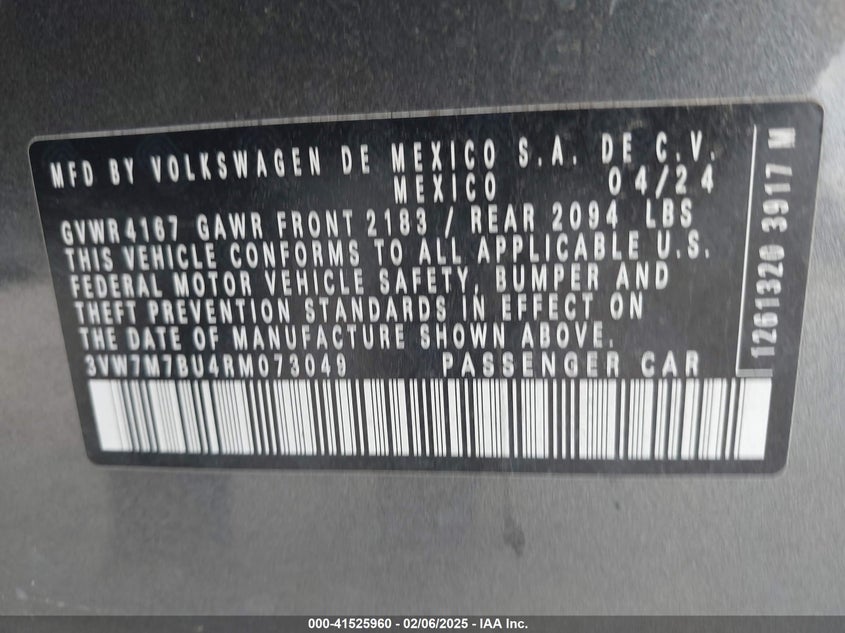 MFD BY VOLKSWAGEN DE MEXICO S.A. DE C.V.
MEXICO 04/24
GVWR 4167 GAWR FRONT 2183 / REAR 2094 LBS
THIS VEHICLE CONFORMS TO ALL APPLICABLE U.S.
FEDERAL MOTOR VEHICLE SAFETY, BUMPER AND
THEFT PREVENTION STANDARDS IN EFFECT ON
THE DATE OF MANUFACTURE SHOWN ABOVE.
3VW7M7BU4RM073049 PASSENGER CAR
1261320 3917 M
000-41525960 - 02/06/2025 - IAA Inc.